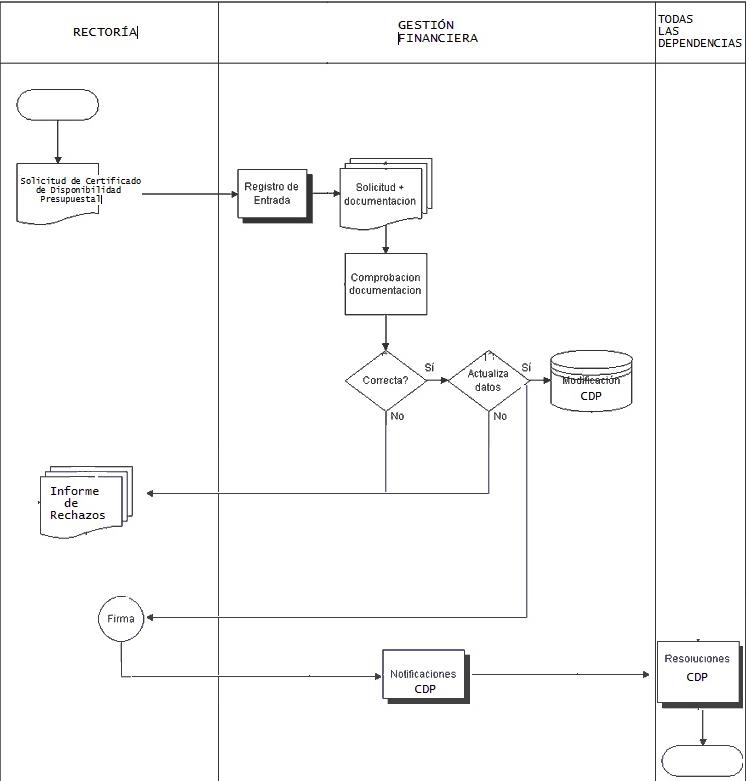 RECTORÍA
GESTIÓN
FINANCIERA
TODAS
LAS
DEPENDENCIAS
Solicitud de Certificado
de Disponibilidad
Presupuestal
Registro de
Entrada
Solicitud +
documentacion
Comprobacion
documentacion
Correcta?
Sí
No
Actualiza
datos
Sí
No
Modificación
CDP
Informe
de
Rechazos
Firma
Notificaciones
CDP
Resoluciones
CDP